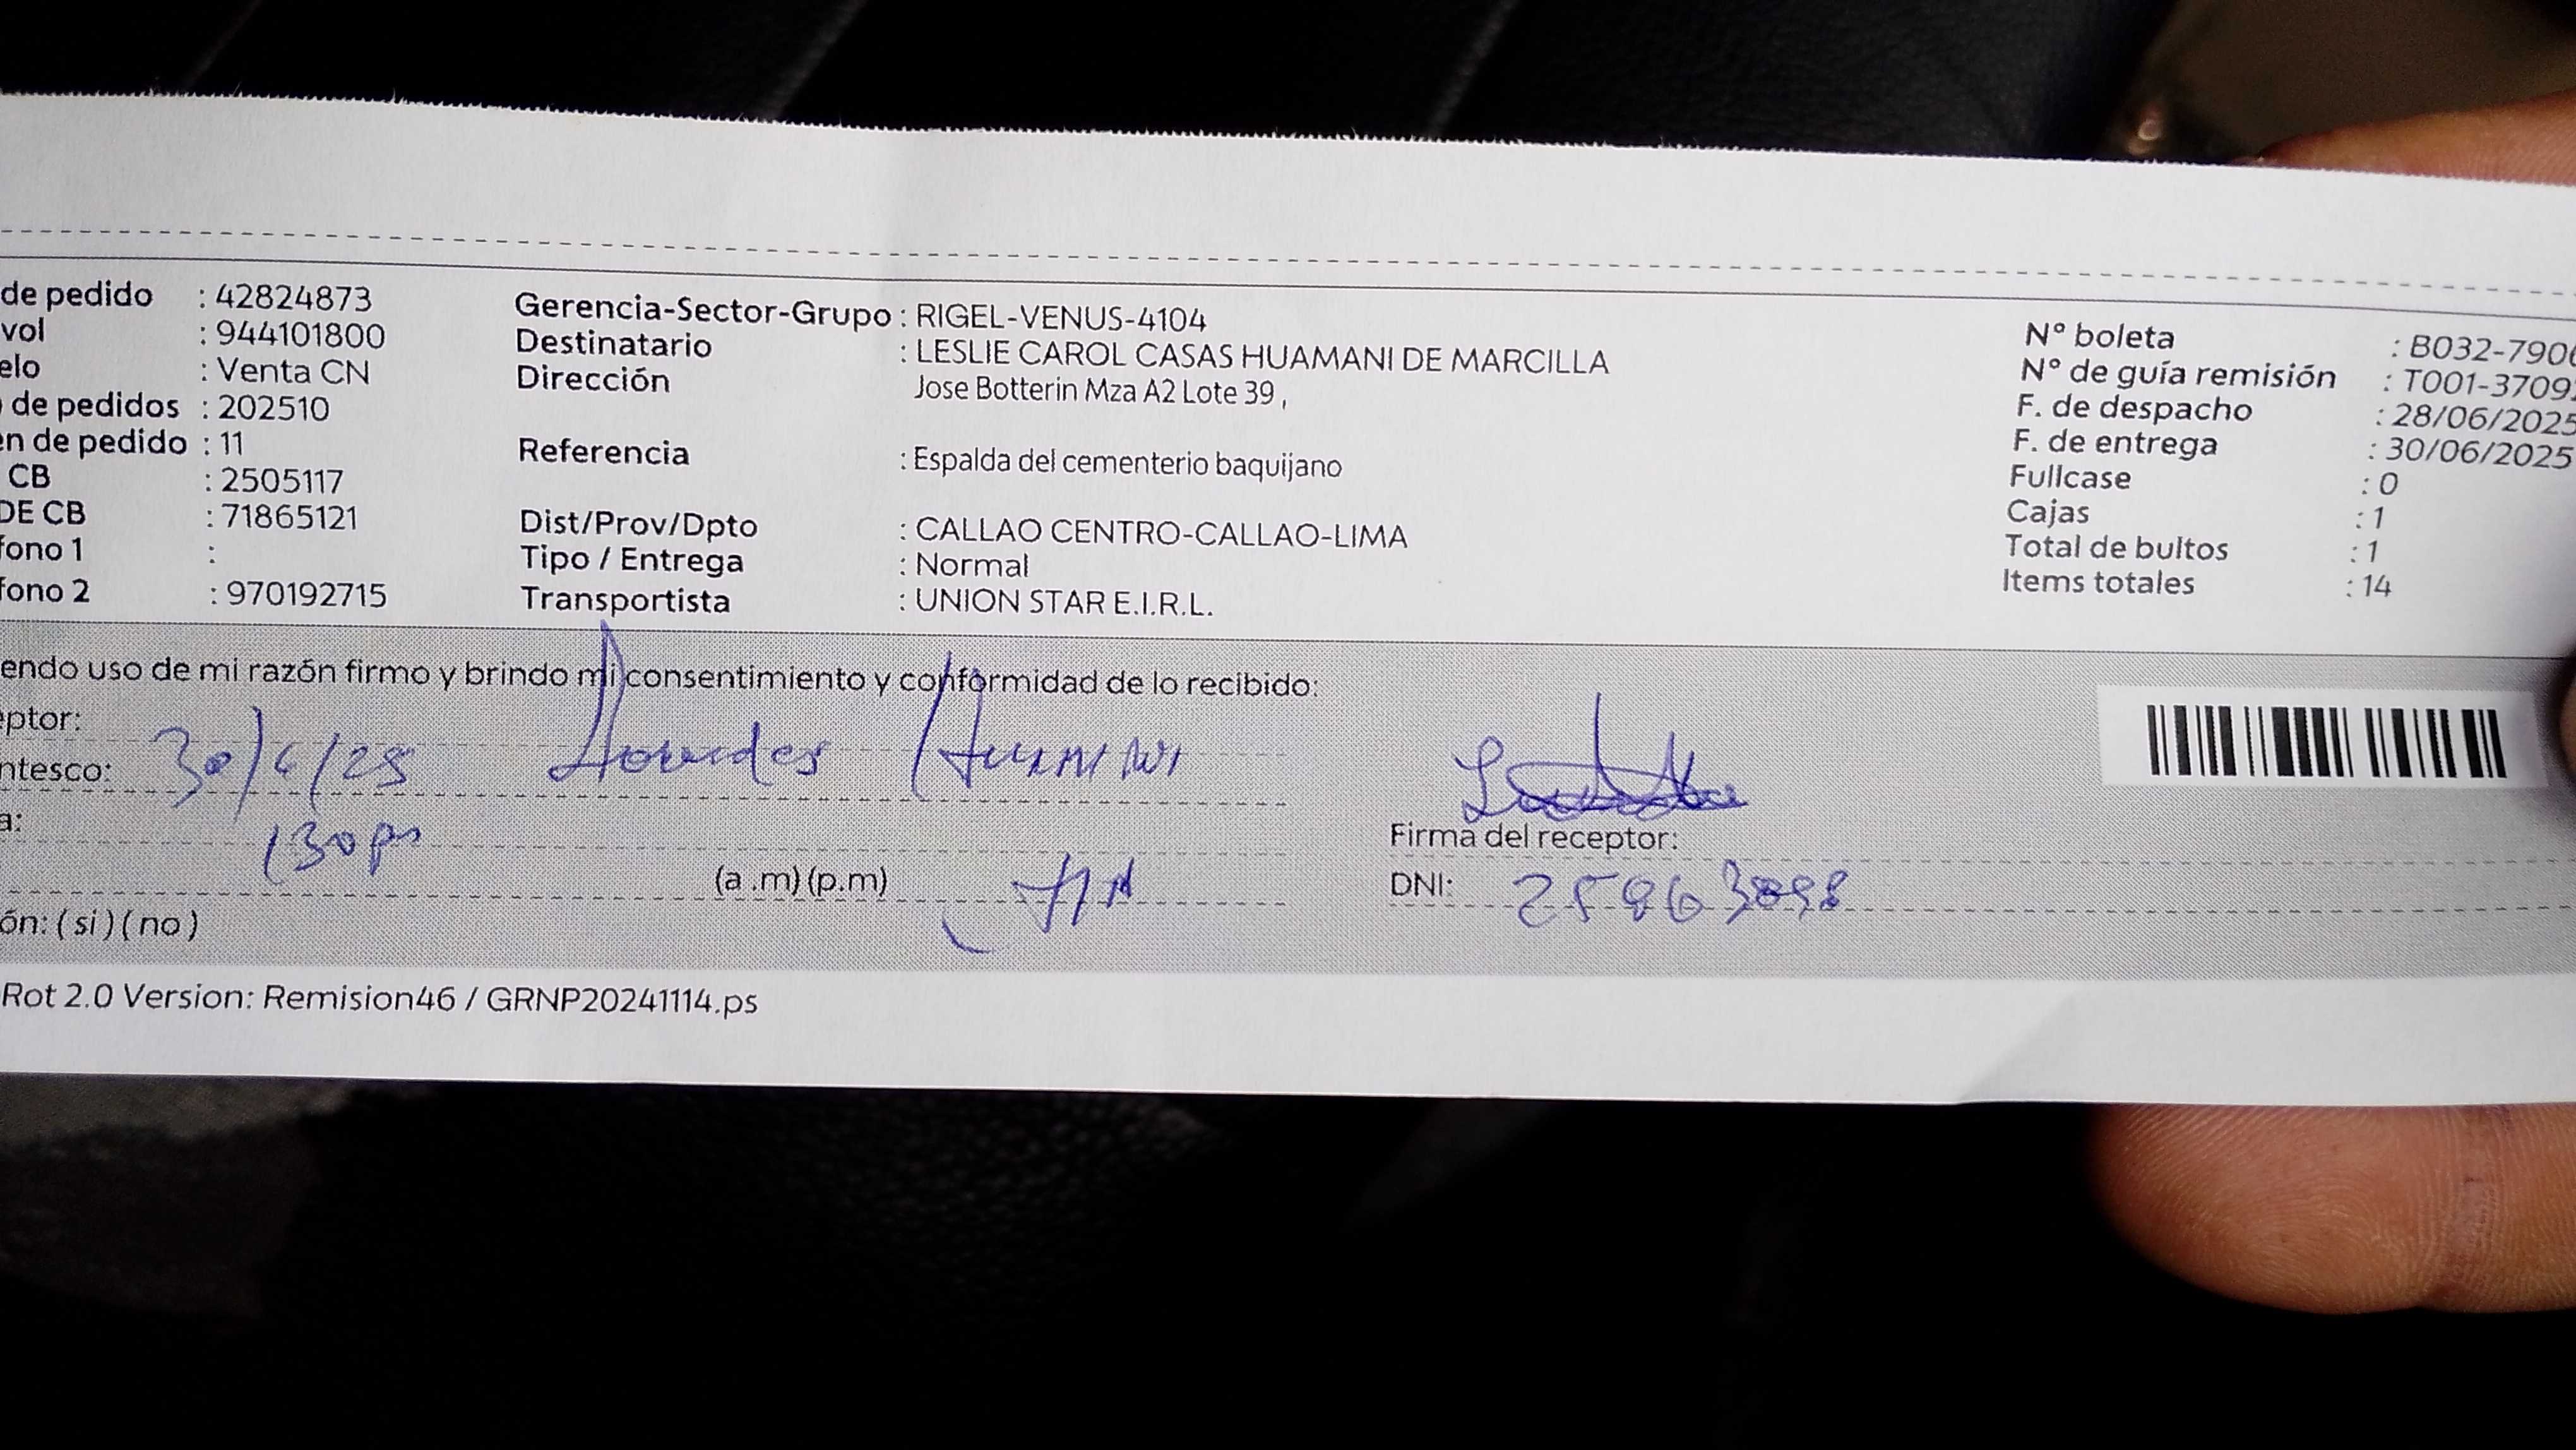 de pedido : 42824873
vol : 944101800
elo : Venta CN
de pedidos : 202510
en de pedido : 11
CB : 2505117
DE CB : 71865121
fono 1 :
fono 2 : 970192715
Gerencia-Sector-Grupo : RIGEL-VENUS-4104
Destinatario : LESLIE CAROL CASAS HUAMANI DE MARCILLA
Dirección Jose Botterin Mza A2 Lote 39 ,
Referencia : Espalda del cementerio baquijano
Dist/Prov/Dpto : CALLAO CENTRO-CALLAO-LIMA
Tipo / Entrega : Normal
Transportista : UNION STAR E.I.R.L.
N° boleta : B032-790
N° de guía remisión : T001-3709
F. de despacho : 28/06/2025
F. de entrega : 30/06/2025
Fullcase : 0
Cajas : 1
Total de bultos : 1
Items totales : 14
endo uso de mi razón firmo y brindo mi consentimiento y conformidad de lo recibido:
eptor:
ntesco: 30/6/25 Lourdes Huamani
a: 130 pm
(a .m) (p.m)
ón: ( si ) ( no )
Firma del receptor:
DNI:
Rot 2.0 Version: Remision46 / GRNP20241114.ps